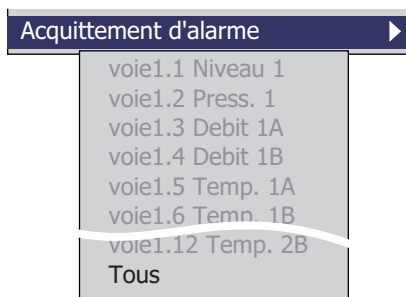 Acquittement d'alarme
voie1.1 Niveau 1
voie1.2 Press. 1
voie1.3 Debit 1A
voie1.4 Debit 1B
voie1.5 Temp. 1A
voie1.6 Temp. 1B
voie1.12 Temp. 2B
Tous